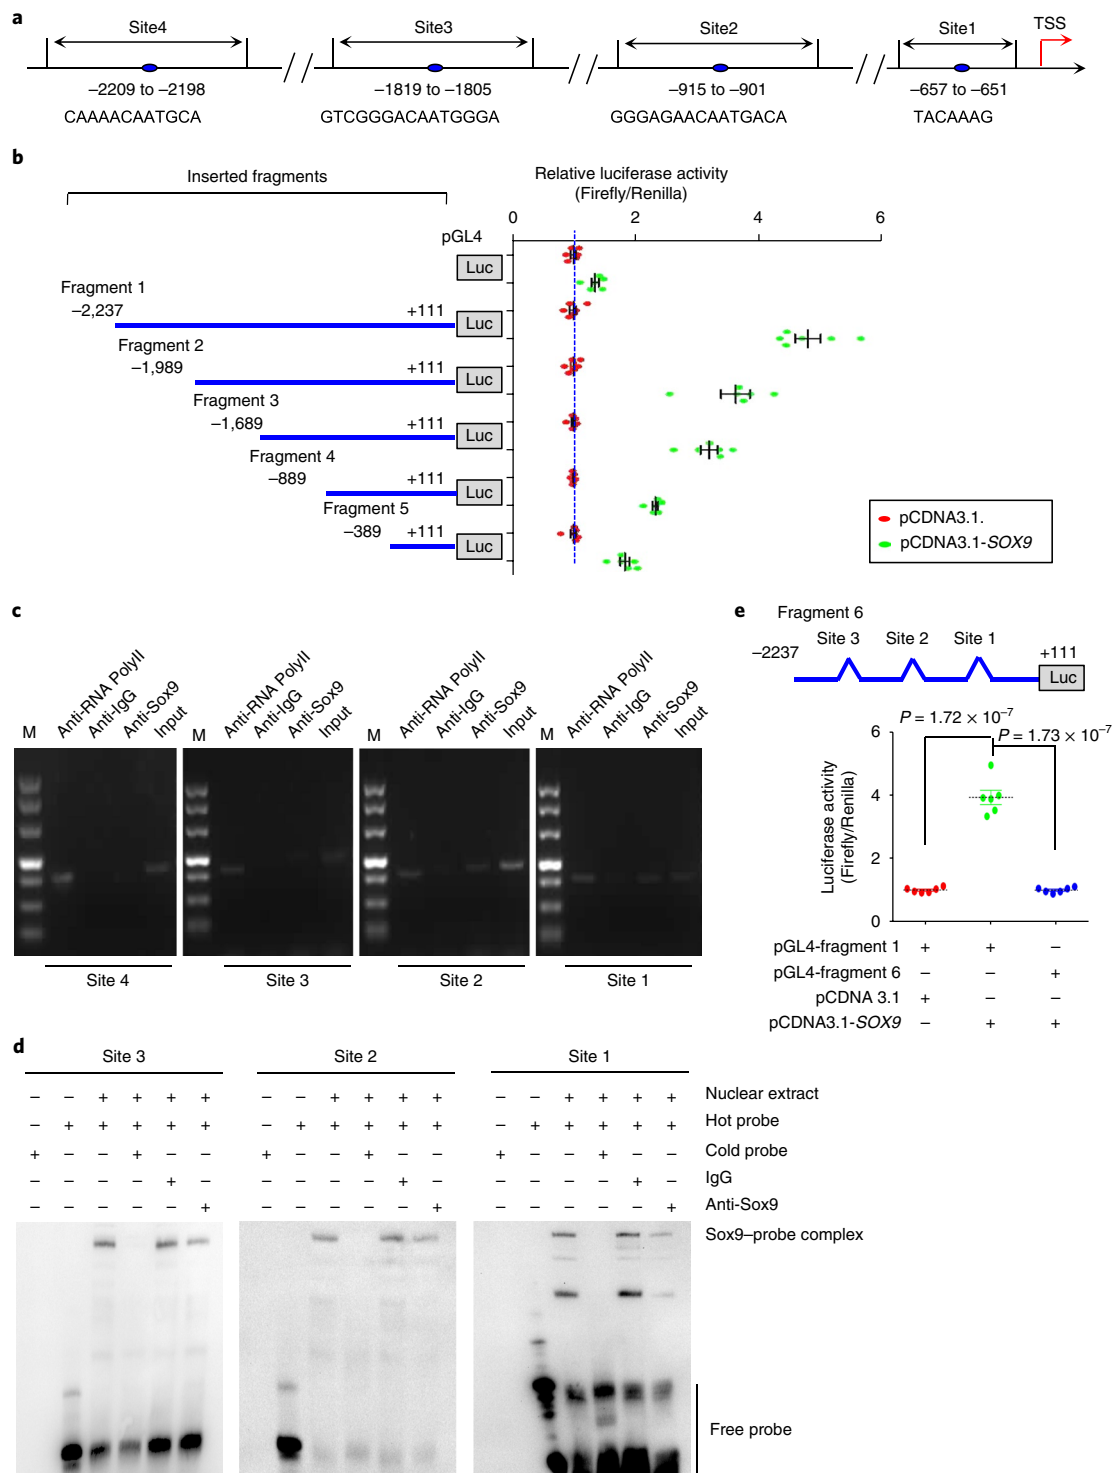 a
Site4 Site3 Site2 Site1 TSS
–2209 to –2198 –1819 to –1805 –915 to –901 –657 to –651
CAAAACAATGCA GTCGGGACAATGGGA GGGAGAACAATGACA TACAAAG
b
Inserted fragments
Relative luciferase activity
(Firefly/Renilla)
0 2 4 6
pGL4
Luc
Fragment 1
–2,237 +111
Luc
Fragment 2
–1,989 +111
Luc
Fragment 3
–1,689 +111
Luc
Fragment 4
–889 +111
Luc
Fragment 5
–389 +111
Luc
pCDNA3.1.
pCDNA3.1-SOX9
c
M Anti-RNA PolyII Anti-IgG Anti-Sox9 Input
M Anti-RNA PolyII Anti-IgG Anti-Sox9 Input
M Anti-RNA PolyII Anti-IgG Anti-Sox9 Input
M Anti-RNA PolyII Anti-IgG Anti-Sox9 Input
Site 4 Site 3 Site 2 Site 1
e
Fragment 6
Site 3 Site 2 Site 1
–2237 +111
Luc
P = 1.72 × 10–7
P = 1.73 × 10–7
Luciferase activity
(Firefly/Renilla)
6
4
2
0
pGL4-fragment 1 + + –
pGL4-fragment 6 – – +
pCDNA 3.1 + – –
pCDNA3.1-SOX9 – + +
d
Site 3 Site 2 Site 1
– – + + + + – – + + + + – – + + + + Nuclear extract
– + + + + + – + + + + + – + + + + + Hot probe
+ – – + – – + – – + – – + – – + – – Cold probe
– – – – + – – – – – + – – – – – + – IgG
– – – – – + – – – – – + – – – – – + Anti-Sox9
Sox9–probe complex
Free probe